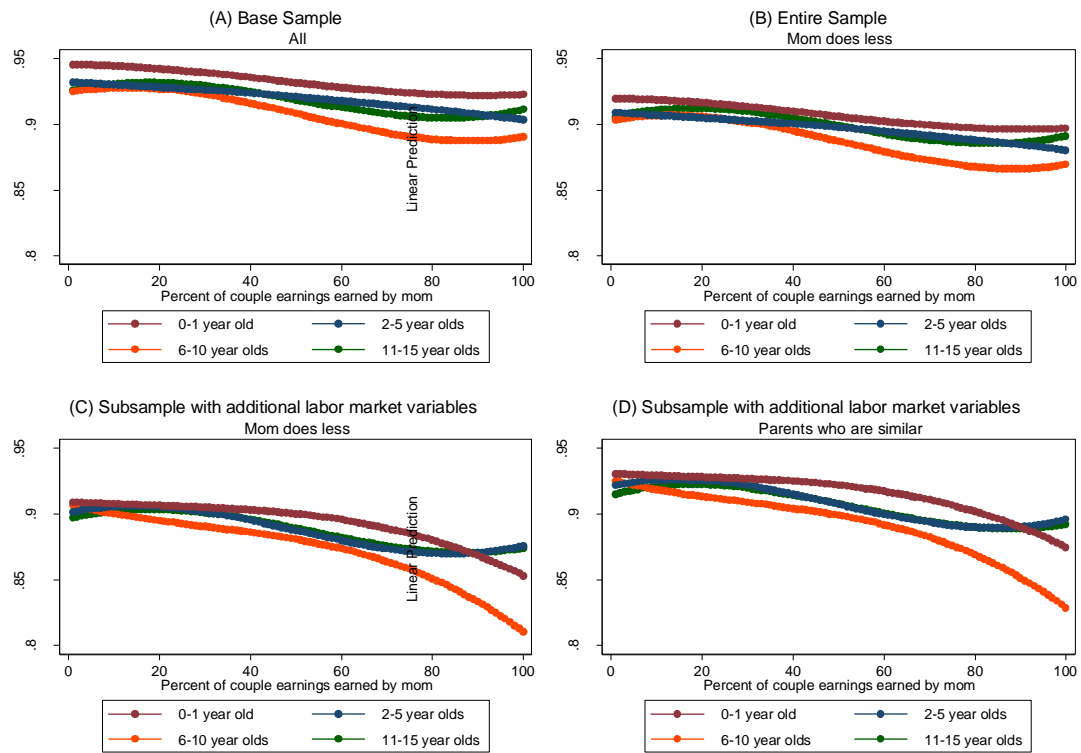 (A) Base Sample
All
.95
.9
.85
.8
Linear Prediction
0 20 40 60 80 100
Percent of couple earnings earned by mom
0-1 year old 2-5 year olds
6-10 year olds 11-15 year olds
(B) Entire Sample
Mom does less
.95
.9
.85
.8
0 20 40 60 80 100
Percent of couple earnings earned by mom
0-1 year old 2-5 year olds
6-10 year olds 11-15 year olds
(C) Subsample with additional labor market variables
Mom does less
.95
.9
.85
.8
Linear Prediction
0 20 40 60 80 100
Percent of couple earnings earned by mom
0-1 year old 2-5 year olds
6-10 year olds 11-15 year olds
(D) Subsample with additional labor market variables
Parents who are similar
.95
.9
.85
.8
0 20 40 60 80 100
Percent of couple earnings earned by mom
0-1 year old 2-5 year olds
6-10 year olds 11-15 year olds